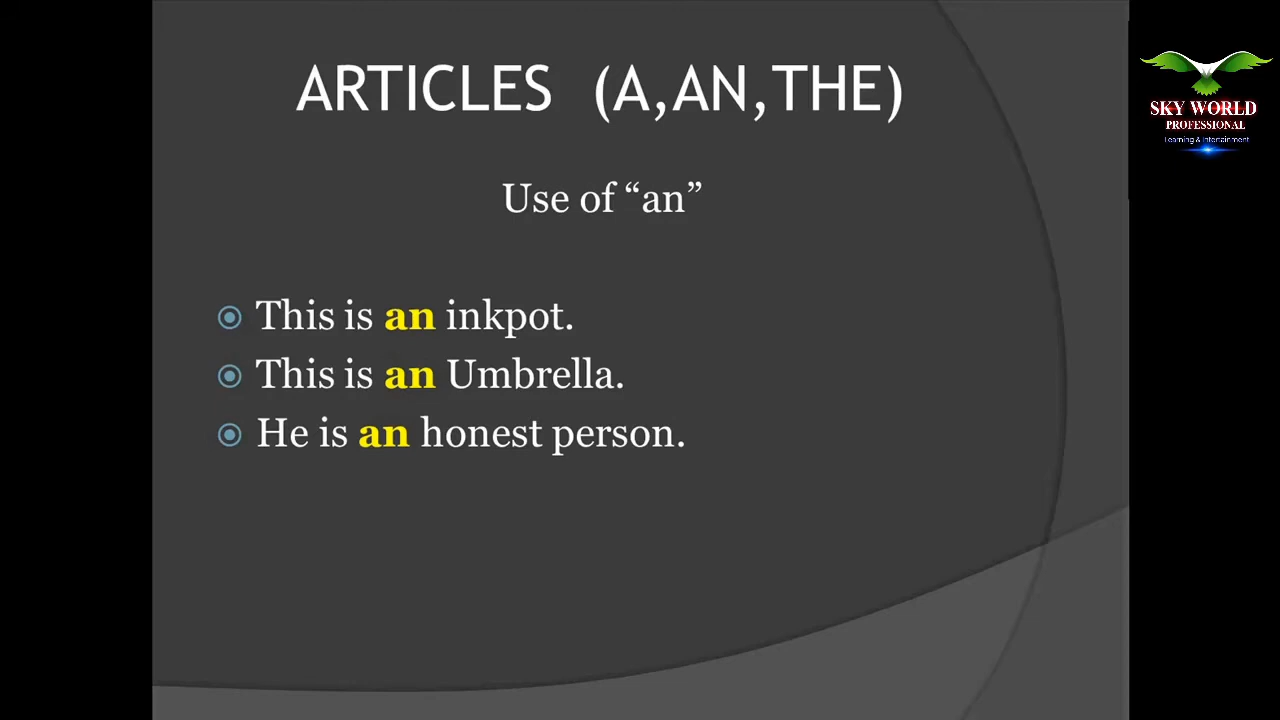 ARTICLES (A,AN,THE)
Use of “an”
This is an inkpot.
This is an Umbrella.
He is an honest person.
SKY WORLD
PROFESSIONAL
Learning & Intertainment